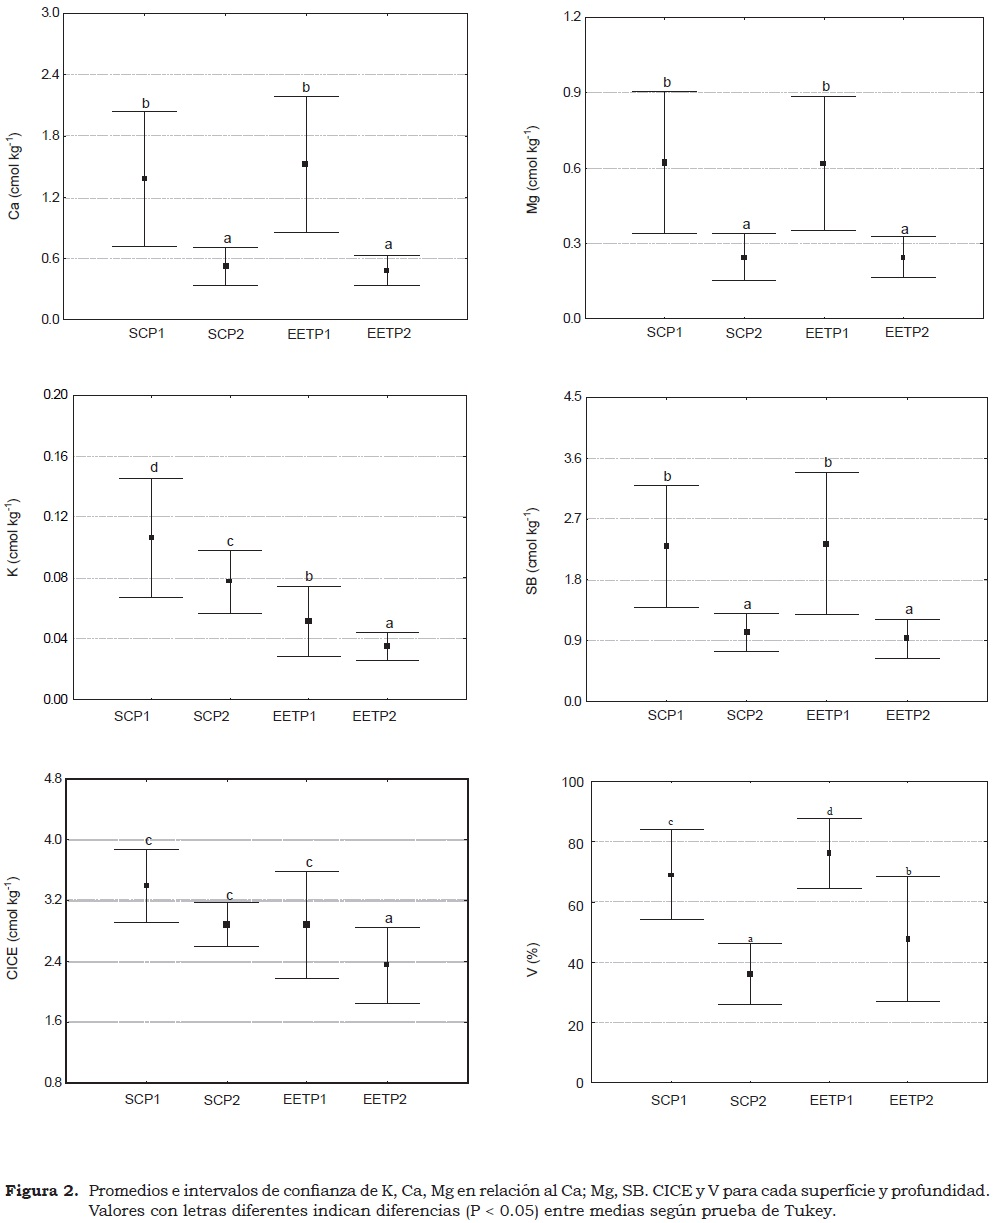 3.0
2.4
1.8
1.2
0.6
0.0
Ca (cmol kg-1)
b
a
b
a
SCP1 SCP2 EETP1 EETP2
1.2
0.9
0.6
0.3
0.0
Mg (cmol kg-1)
b
a
b
a
SCP1 SCP2 EETP1 EETP2
0.20
0.16
0.12
0.08
0.04
0.00
K (cmol kg-1)
d
c
b
a
SCP1 SCP2 EETP1 EETP2
4.5
3.6
2.7
1.8
0.9
0.0
SB (cmol kg-1)
b
a
b
a
SCP1 SCP2 EETP1 EETP2
4.8
4.0
3.2
2.4
1.6
0.8
CICE (cmol kg-1)
c
c
c
a
SCP1 SCP2 EETP1 EETP2
100
80
60
40
20
0
V (%)
c
a
d
b
SCP1 SCP2 EETP1 EETP2
Figura 2. Promedios e intervalos de confianza de K, Ca, Mg en relación al Ca; Mg, SB. CICE y V para cada superfície y profundidad.
Valores con letras diferentes indican diferencias (P < 0.05) entre medias según prueba de Tukey.